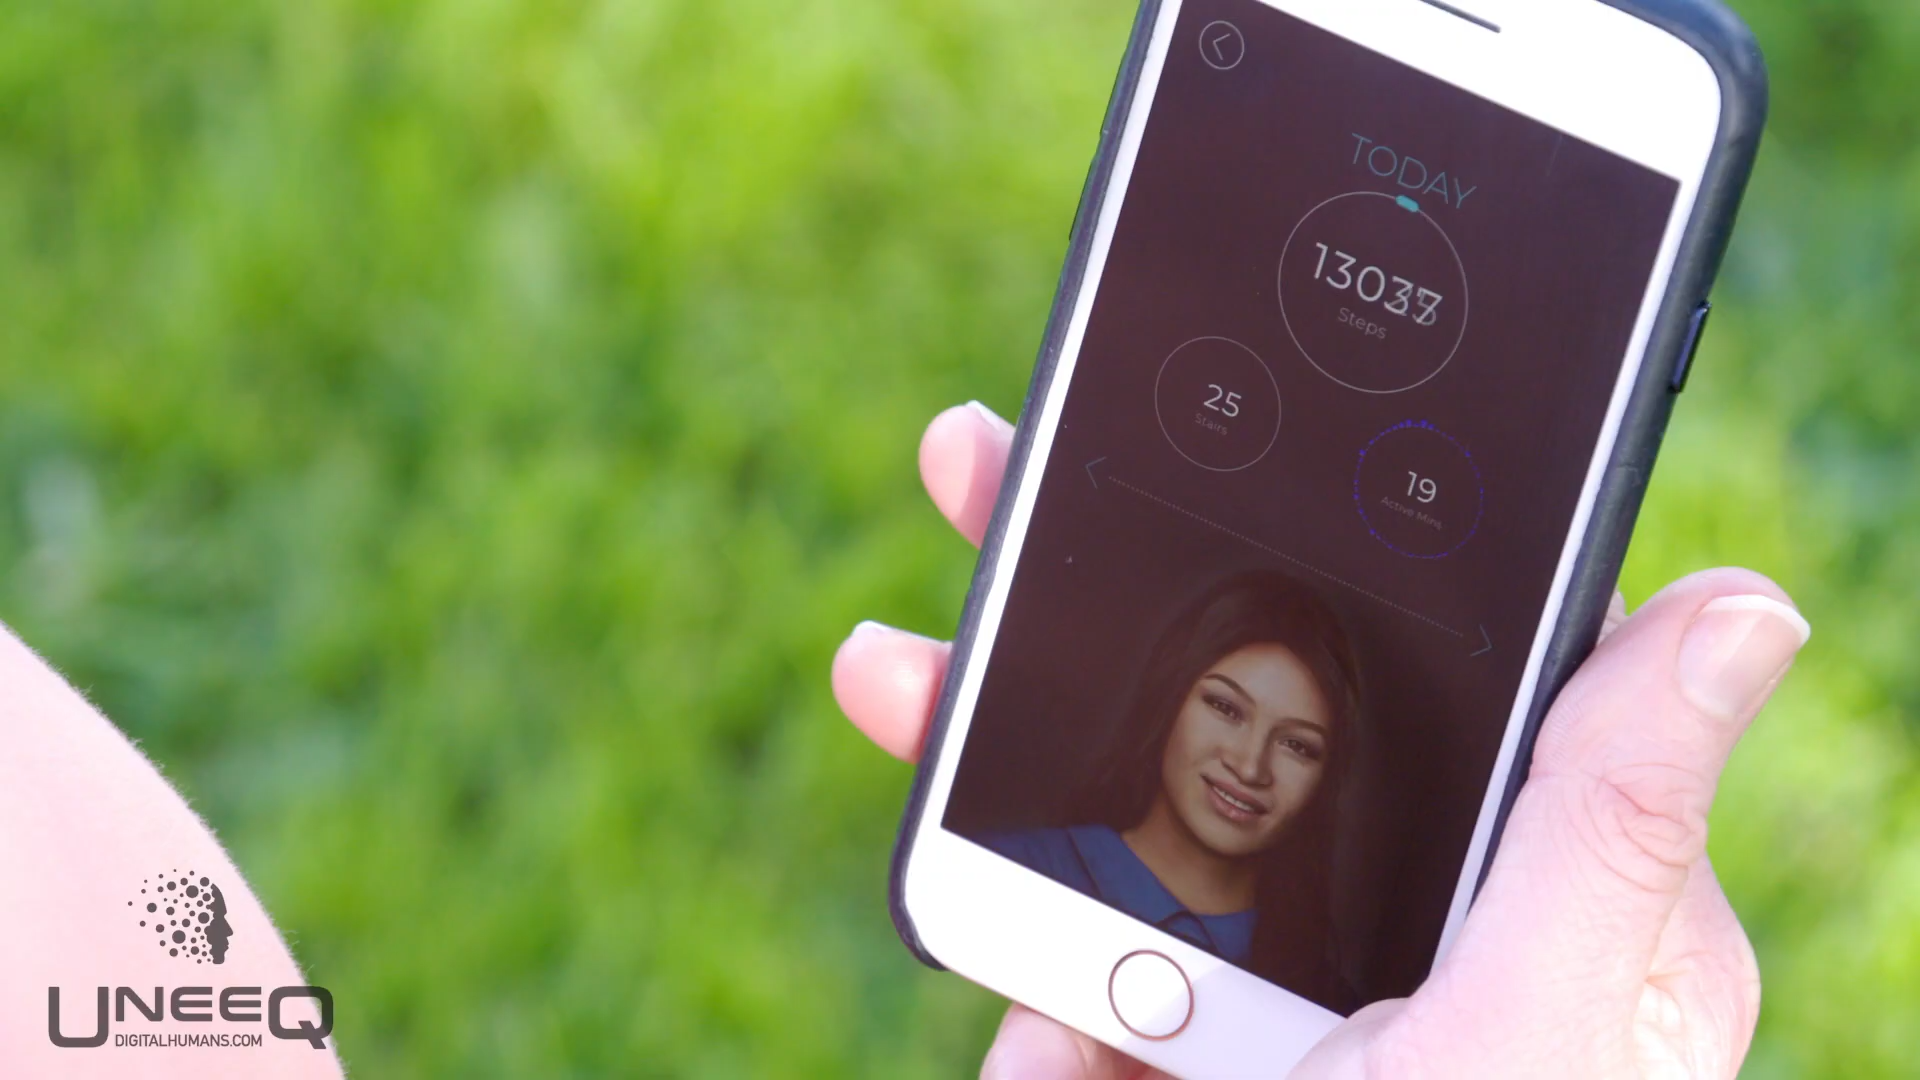 TODAY
Steps
25
Stairs
19
Active Mins
UNEEQ
DIGITALHUMANS.COM